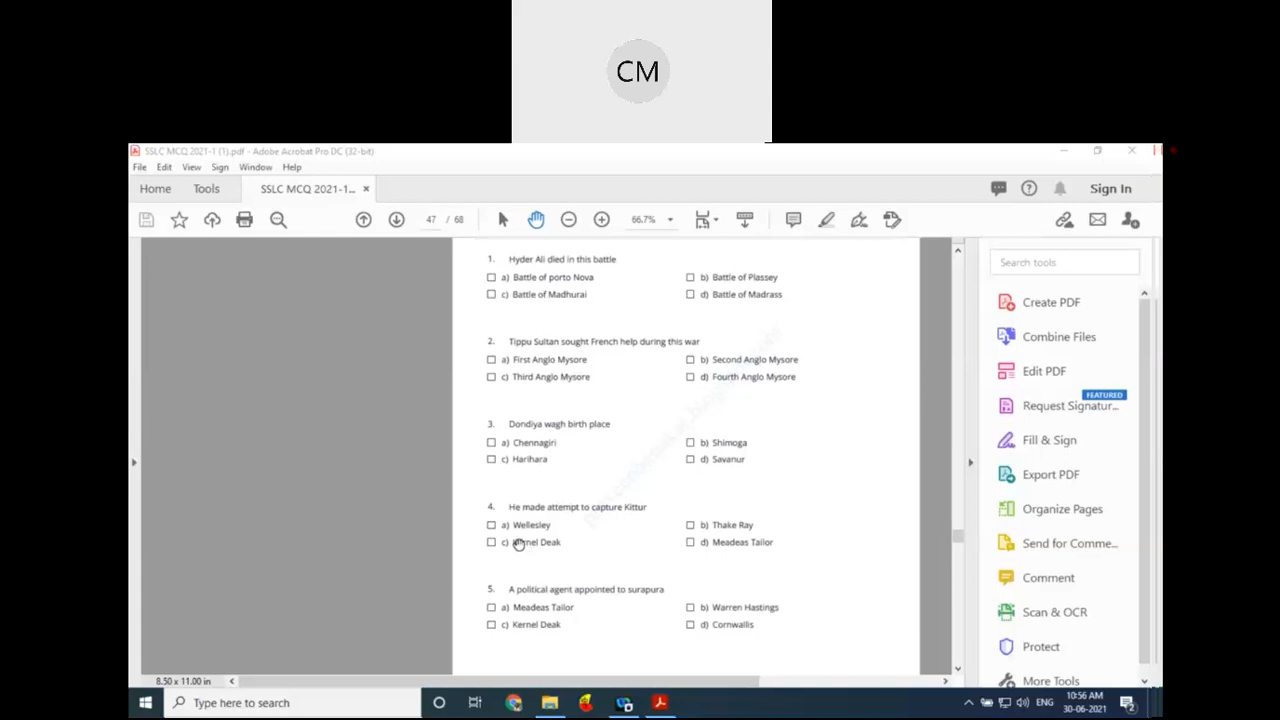 CM
SSLC MCQ 2021-1 (1).pdf - Adobe Acrobat Pro DC (32-bit)
File Edit View Sign Window Help
Home Tools SSLC MCQ 2021-1... × Sign In
47 / 68 66.7%
1. Hyder Ali died in this battle
a) Battle of porto Nova b) Battle of Plassey
c) Battle of Madhurai d) Battle of Madrass
2. Tippu Sultan sought French help during this war
a) First Anglo Mysore b) Second Anglo Mysore
c) Third Anglo Mysore d) Fourth Anglo Mysore
3. Dondiya wagh birth place
a) Chennagiri b) Shimoga
c) Harihara d) Savanur
4. He made attempt to capture Kittur
a) Wellesley b) Thake Ray
c) Kernel Deak d) Meadeas Tailor
5. A political agent appointed to surapura
a) Meadeas Tailor b) Warren Hastings
c) Kernel Deak d) Cornwallis
8.50 x 11.00 in
Search tools
Create PDF
Combine Files
Edit PDF
FEATURED
Request Signatur...
Fill & Sign
Export PDF
Organize Pages
Send for Comme...
Comment
Scan & OCR
Protect
More Tools
Type here to search
ENG
10:56 AM
30-06-2021
2